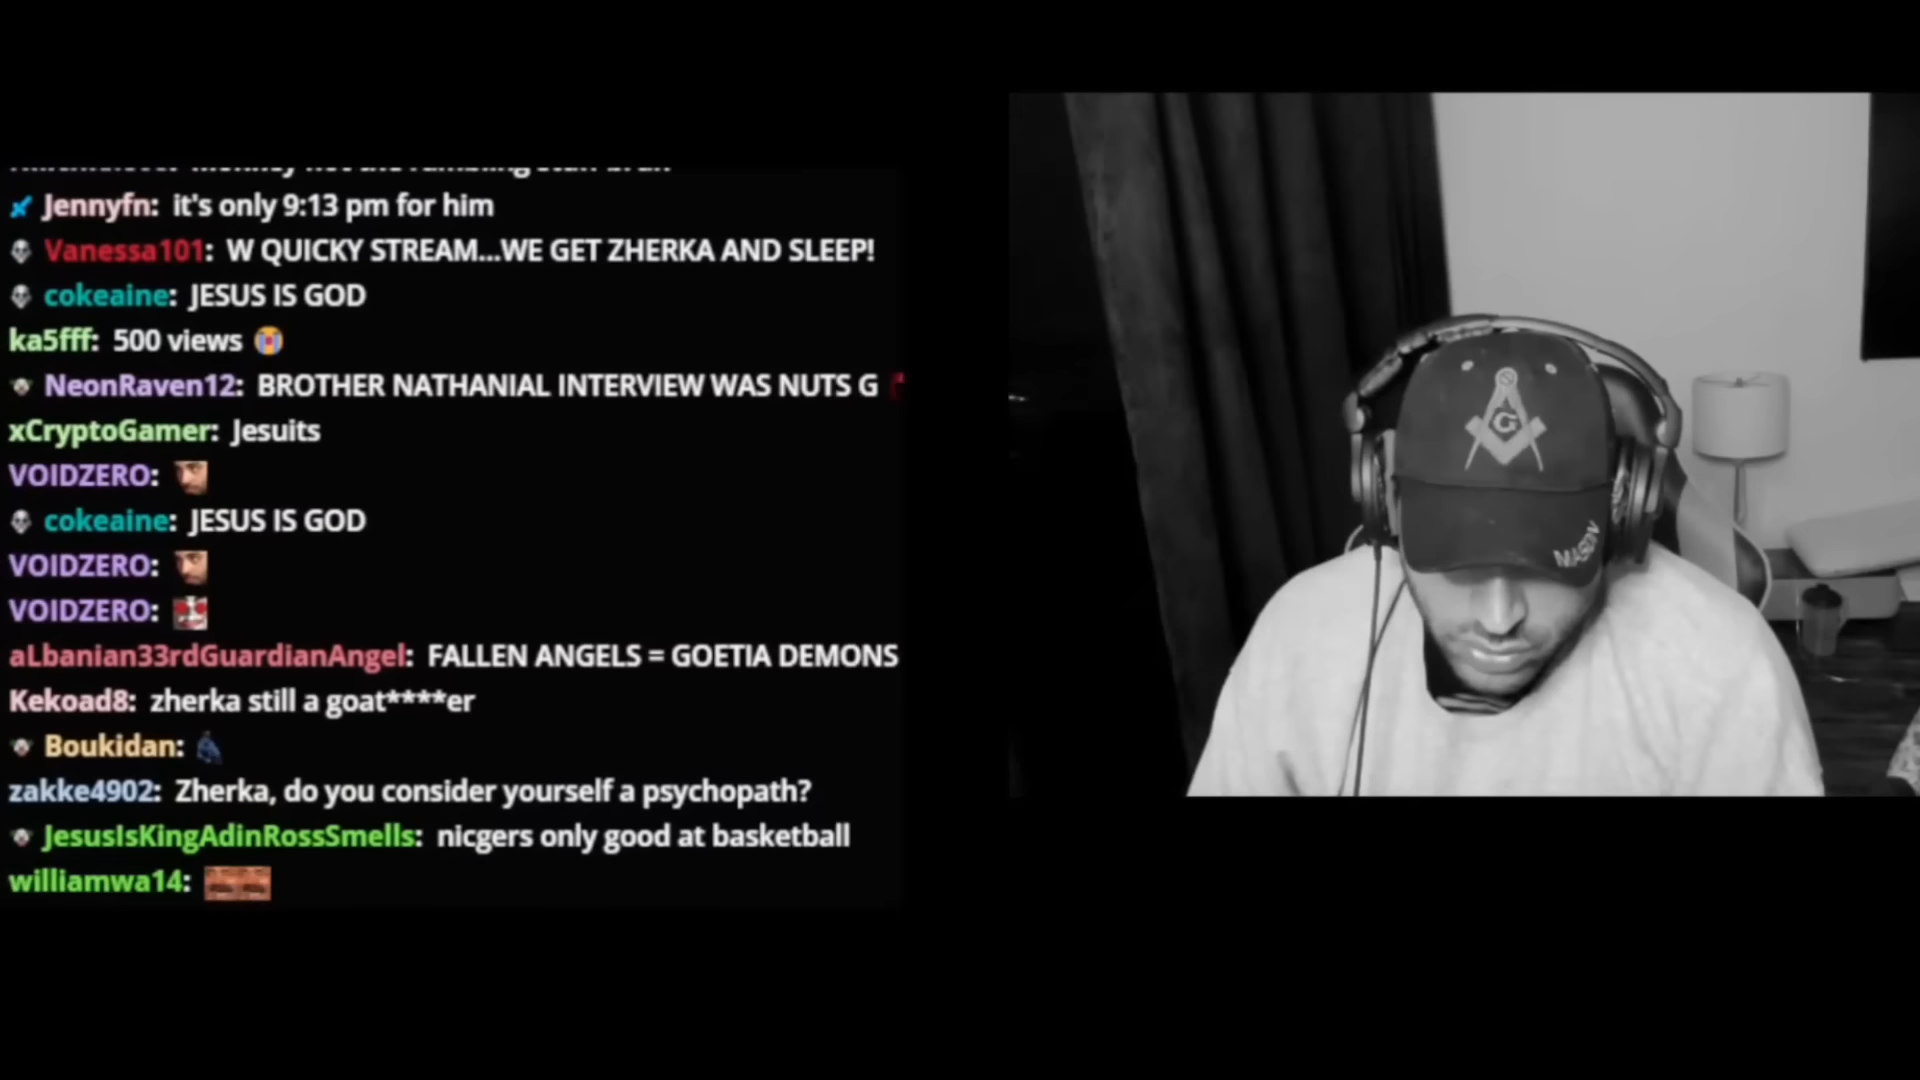 Jennyfn: it's only 9:13 pm for him
Vanessa101: W QUICKY STREAM...WE GET ZHERKA AND SLEEP!
cokeaine: JESUS IS GOD
ka5fff: 500 views
NeonRaven12: BROTHER NATHANIAL INTERVIEW WAS NUTS G
xCryptoGamer: Jesuits
VOIDZERO:
cokeaine: JESUS IS GOD
VOIDZERO:
VOIDZERO:
aLbanian33rdGuardianAngel: FALLEN ANGELS = GOETIA DEMONS
Kekoad8: zherka still a goat****er
Boukidan:
zakke4902: Zherka, do you consider yourself a psychopath?
JesusIsKingAdinRossSmells: nicgers only good at basketball
williamwa14:
G
MASON